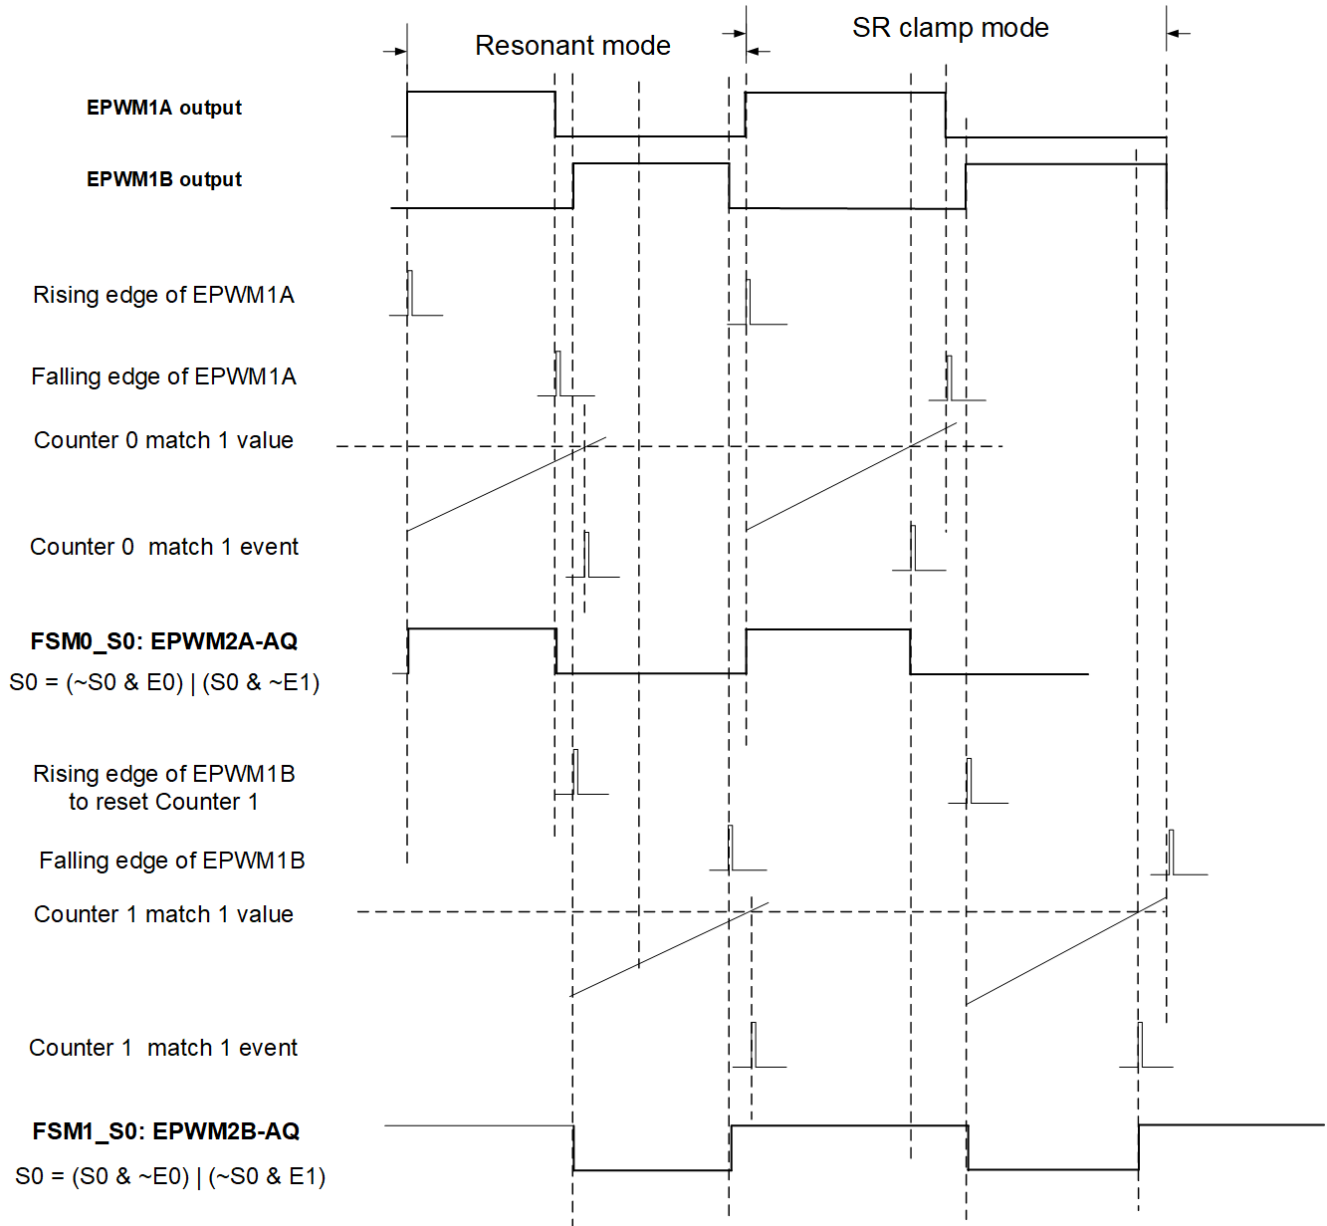 Resonant mode
SR clamp mode
EPWM1A output
EPWM1B output
Rising edge of EPWM1A
Falling edge of EPWM1A
Counter 0 match 1 value
Counter 0 match 1 event
FSM0_S0: EPWM2A-AQ
S0 = (~S0 & E0) | (S0 & ~E1)
Rising edge of EPWM1B
to reset Counter 1
Falling edge of EPWM1B
Counter 1 match 1 value
Counter 1 match 1 event
FSM1_S0: EPWM2B-AQ
S0 = (S0 & ~E0) | (~S0 & E1)